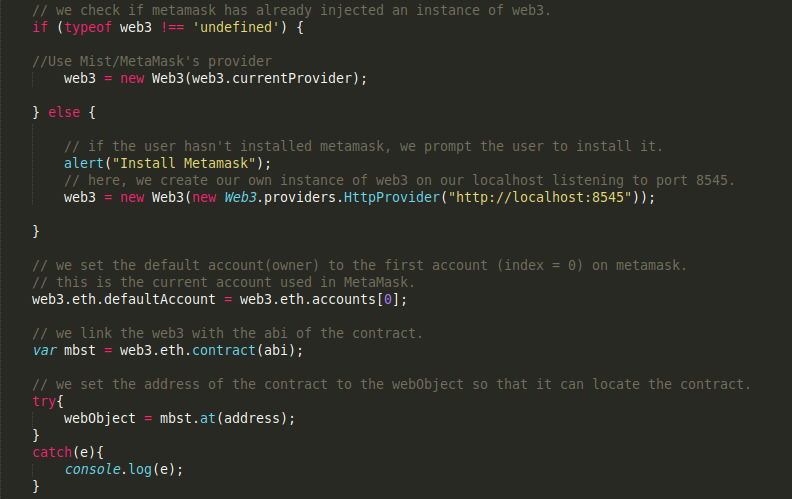 // we check if metamask has already injected an instance of web3.
if (typeof web3 !== 'undefined') {
//Use Mist/MetaMask's provider
web3 = new Web3(web3.currentProvider);
} else {
// if the user hasn't installed metamask, we prompt the user to install it.
alert("Install Metamask");
// here, we create our own instance of web3 on our localhost listening to port 8545.
web3 = new Web3(new Web3.providers.HttpProvider("http://localhost:8545"));
}
// we set the default account(owner) to the first account (index = 0) on metamask.
// this is the current account used in MetaMask.
web3.eth.defaultAccount = web3.eth.accounts[0];
// we link the web3 with the abi of the contract.
var mbst = web3.eth.contract(abi);
// we set the address of the contract to the webObject so that it can locate the contract.
try{
webObject = mbst.at(address);
}
catch(e){
console.log(e);
}